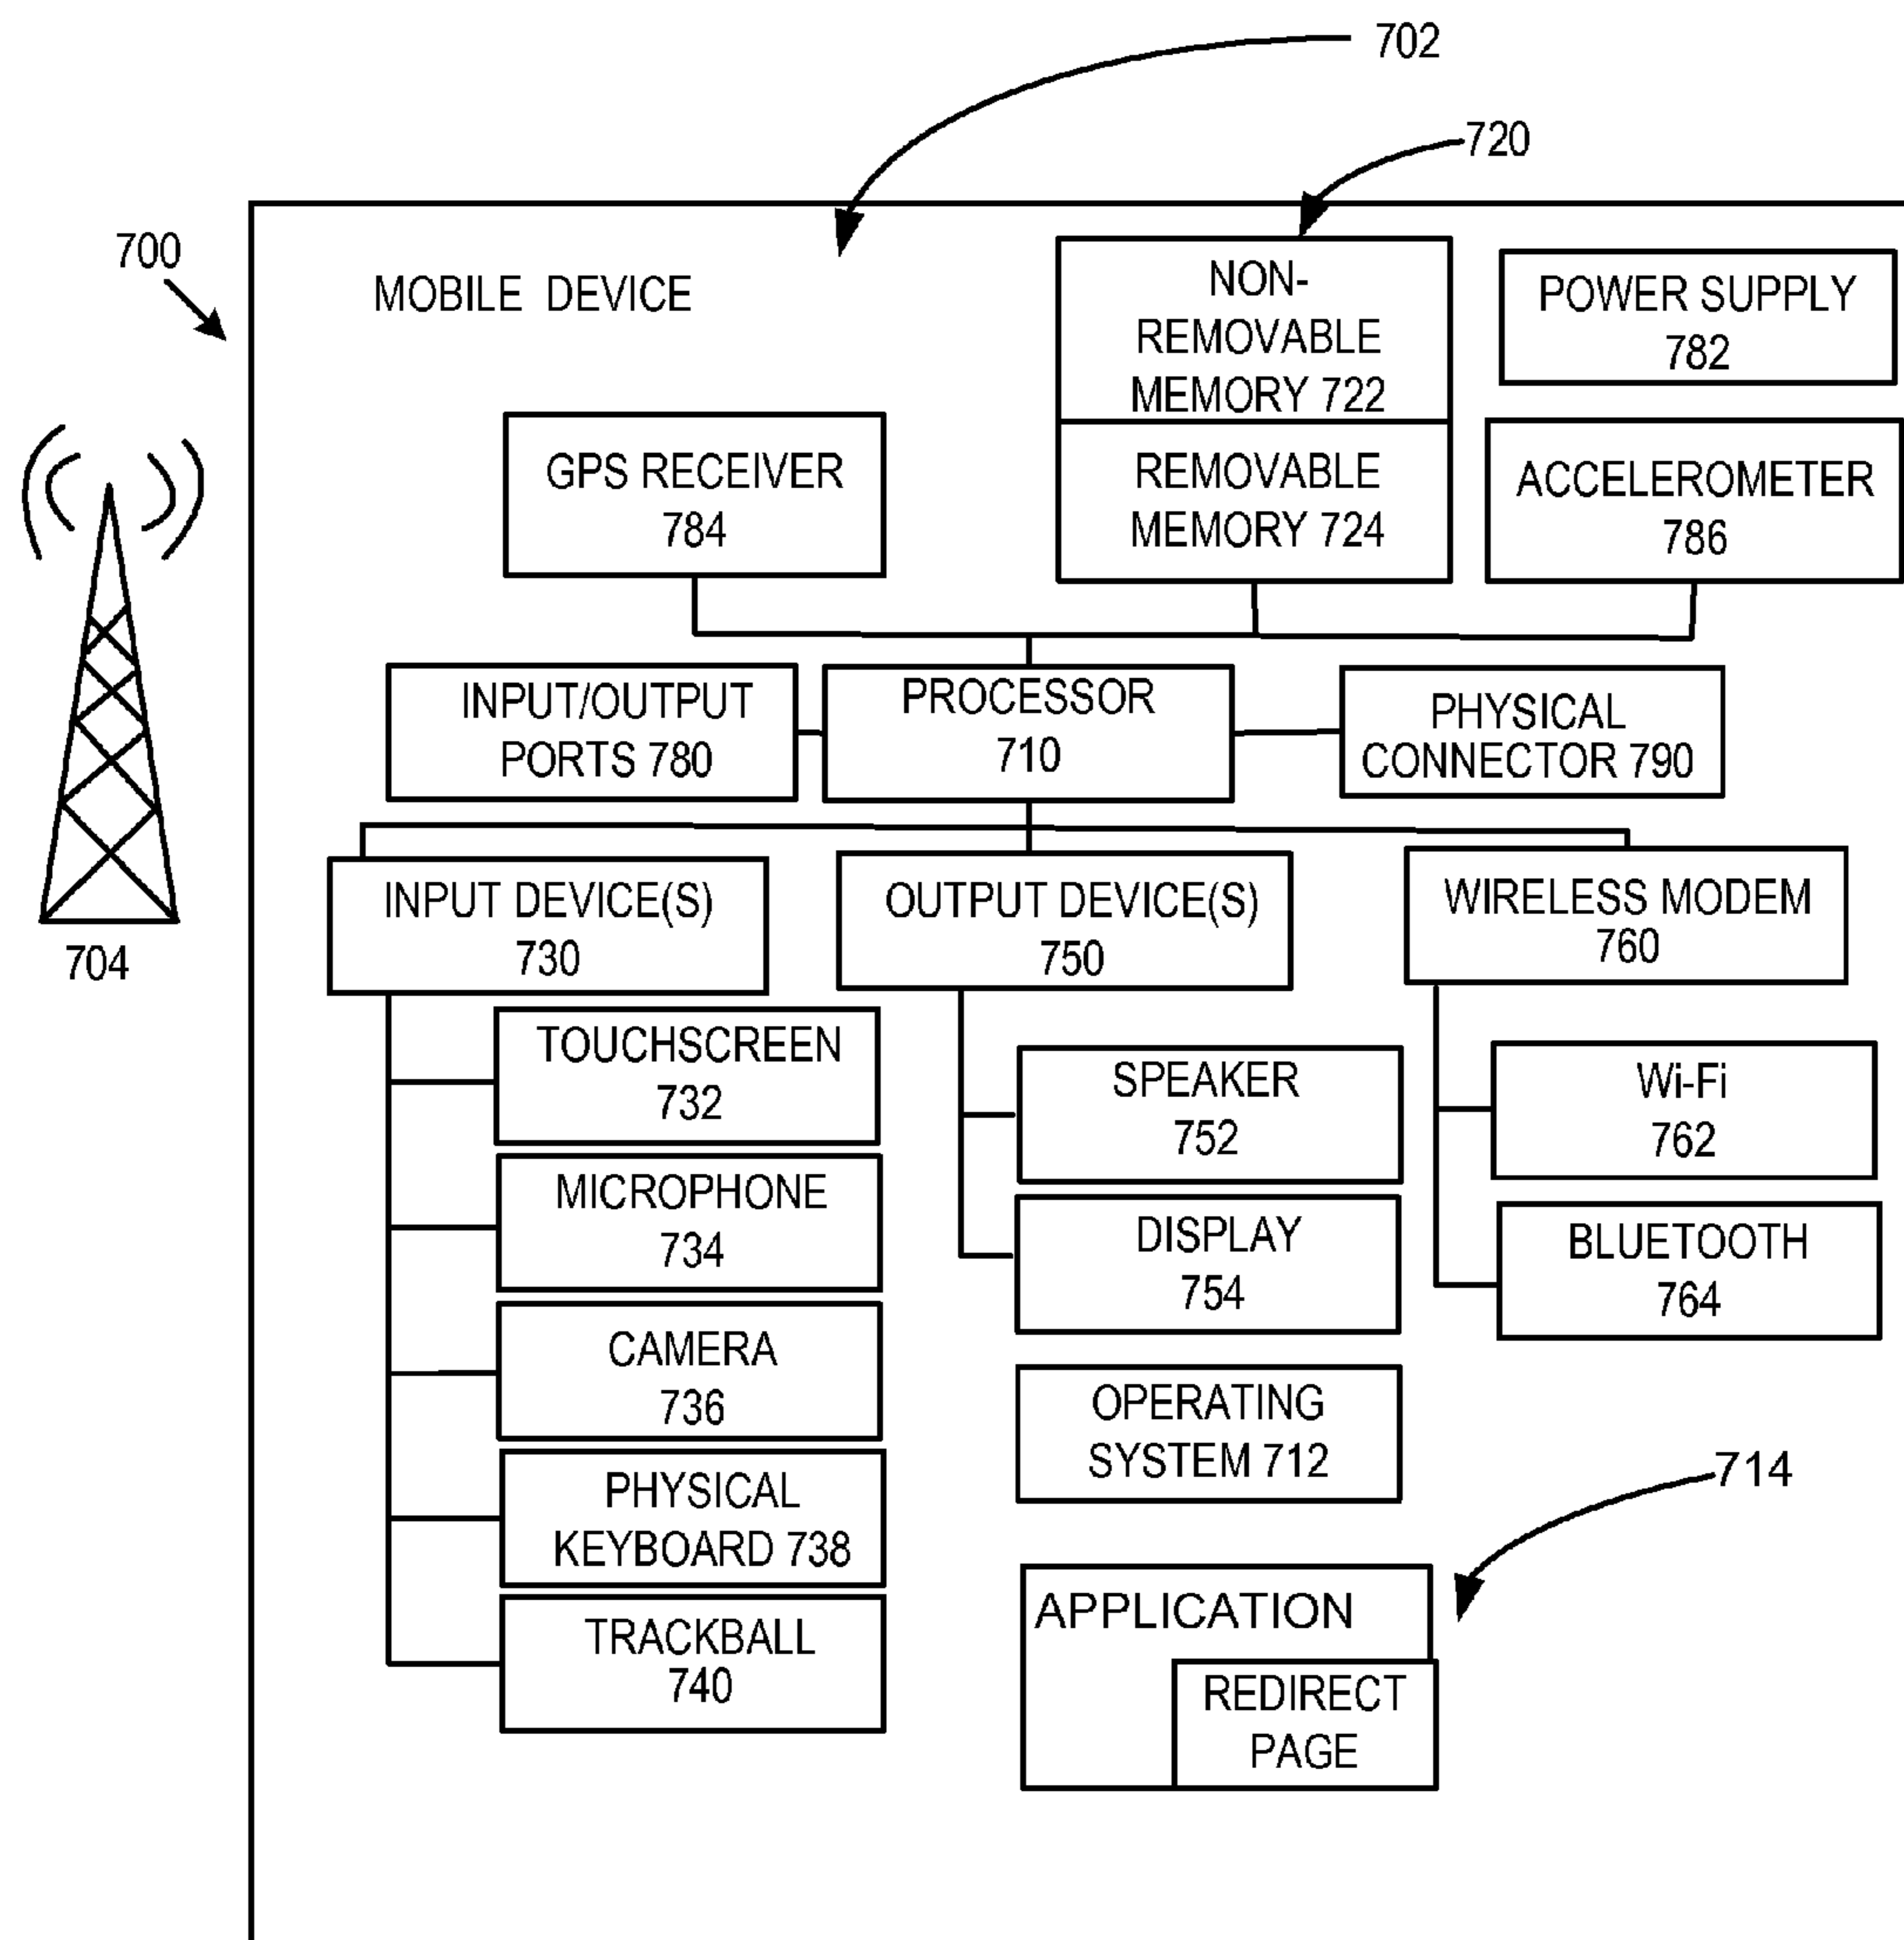 702
720
700
MOBILE DEVICE
NON-
REMOVABLE
MEMORY 722
POWER SUPPLY
782
GPS RECEIVER
784
REMOVABLE
MEMORY 724
ACCELEROMETER
786
INPUT/OUTPUT
PORTS 780
PROCESSOR
710
PHYSICAL
CONNECTOR 790
704
INPUT DEVICE(S)
730
OUTPUT DEVICE(S)
750
WIRELESS MODEM
760
TOUCHSCREEN
732
MICROPHONE
734
CAMERA
736
PHYSICAL
KEYBOARD 738
TRACKBALL
740
SPEAKER
752
DISPLAY
754
Wi-Fi
762
BLUETOOTH
764
OPERATING
SYSTEM 712
714
APPLICATION
REDIRECT
PAGE